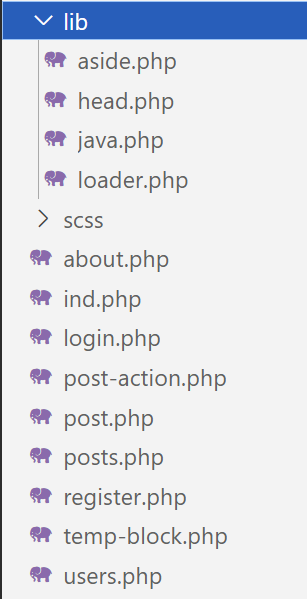 lib
aside.php
head.php
java.php
loader.php
scss
about.php
ind.php
login.php
post-action.php
post.php
posts.php
register.php
temp-block.php
users.php